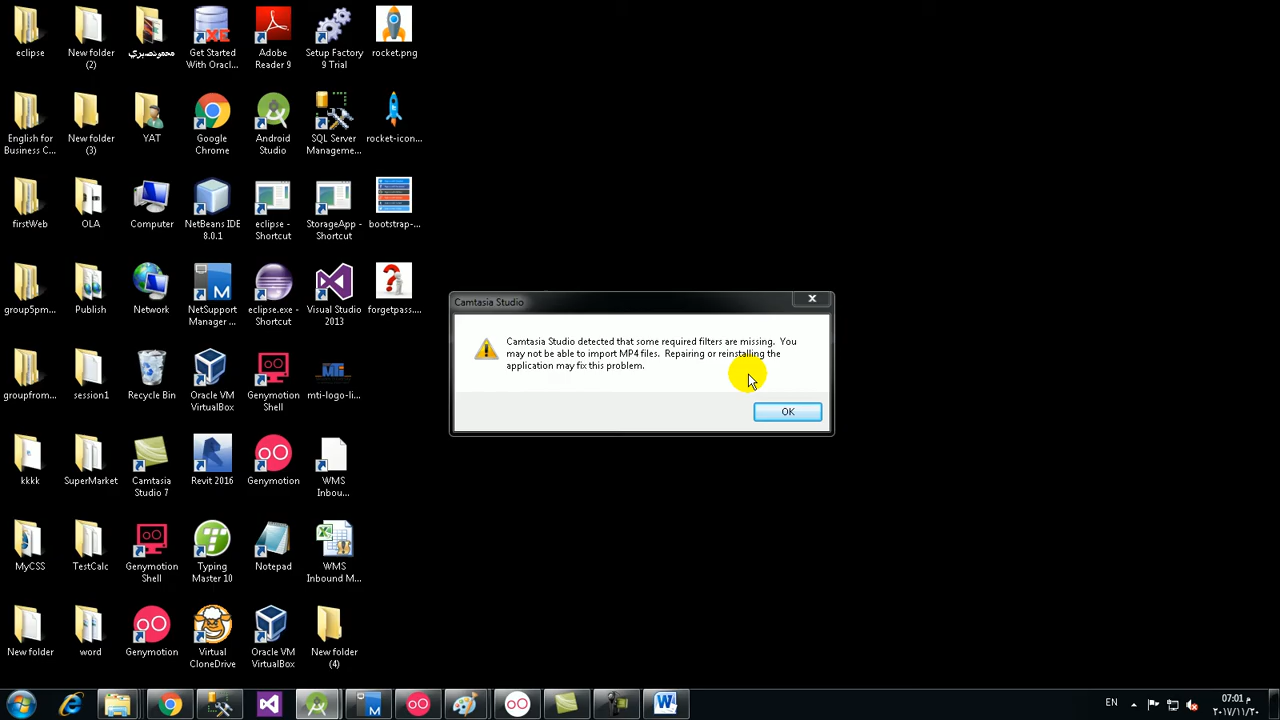 eclipse
New folder
(2)
محمودنصيري
Get Started
With Oracl...
Adobe
Reader 9
Setup Factory
9 Trial
rocket.png
English for
Business C...
New folder
(3)
YAT
Google
Chrome
Android
Studio
SQL Server
Manageme...
rocket-icon...
firstWeb
OLA
Computer
NetBeans IDE
8.0.1
eclipse -
Shortcut
StorageApp -
Shortcut
bootstrap-...
group5pm...
Publish
Network
NetSupport
Manager ...
eclipse.exe -
Shortcut
Visual Studio
2013
forgetpass....
groupfrom...
session1
Recycle Bin
Oracle VM
VirtualBox
Genymotion
Shell
mti-logo-li...
kkkk
SuperMarket
Camtasia
Studio 7
Revit 2016
Genymotion
WMS
Inbou...
MyCSS
TestCalc
Genymotion
Shell
Typing
Master 10
Notepad
WMS
Inbound M...
New folder
word
Genymotion
Virtual
CloneDrive
Oracle VM
VirtualBox
New folder
(4)
Camtasia Studio
Camtasia Studio detected that some required filters are missing. You
may not be able to import MP4 files. Repairing or reinstalling the
application may fix this problem.
OK
EN
07:01 م
٢٠١٧/١١/٢٠